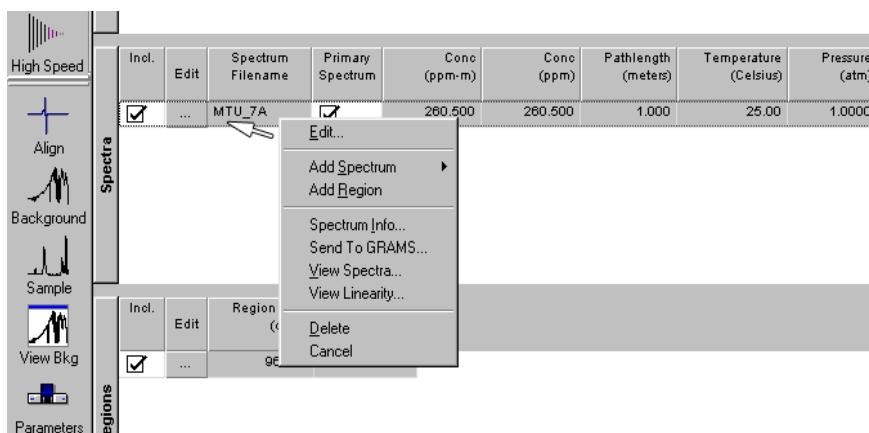 High Speed
Align
Background
Sample
View Bkg
Parameters
Spectra
Incl. Edit Spectrum Filename Primary Spectrum Conc (ppm-m) Conc (ppm) Pathlength (meters) Temperature (Celsius) Pressure (atm)
... MTU_7A 260.500 260.500 1.000 25.00 1.0000
Edit...
Add Spectrum
Add Region
Spectrum Info...
Send To GRAMS...
View Spectra...
View Linearity...
Delete
Cancel
Incl. Edit Region
...